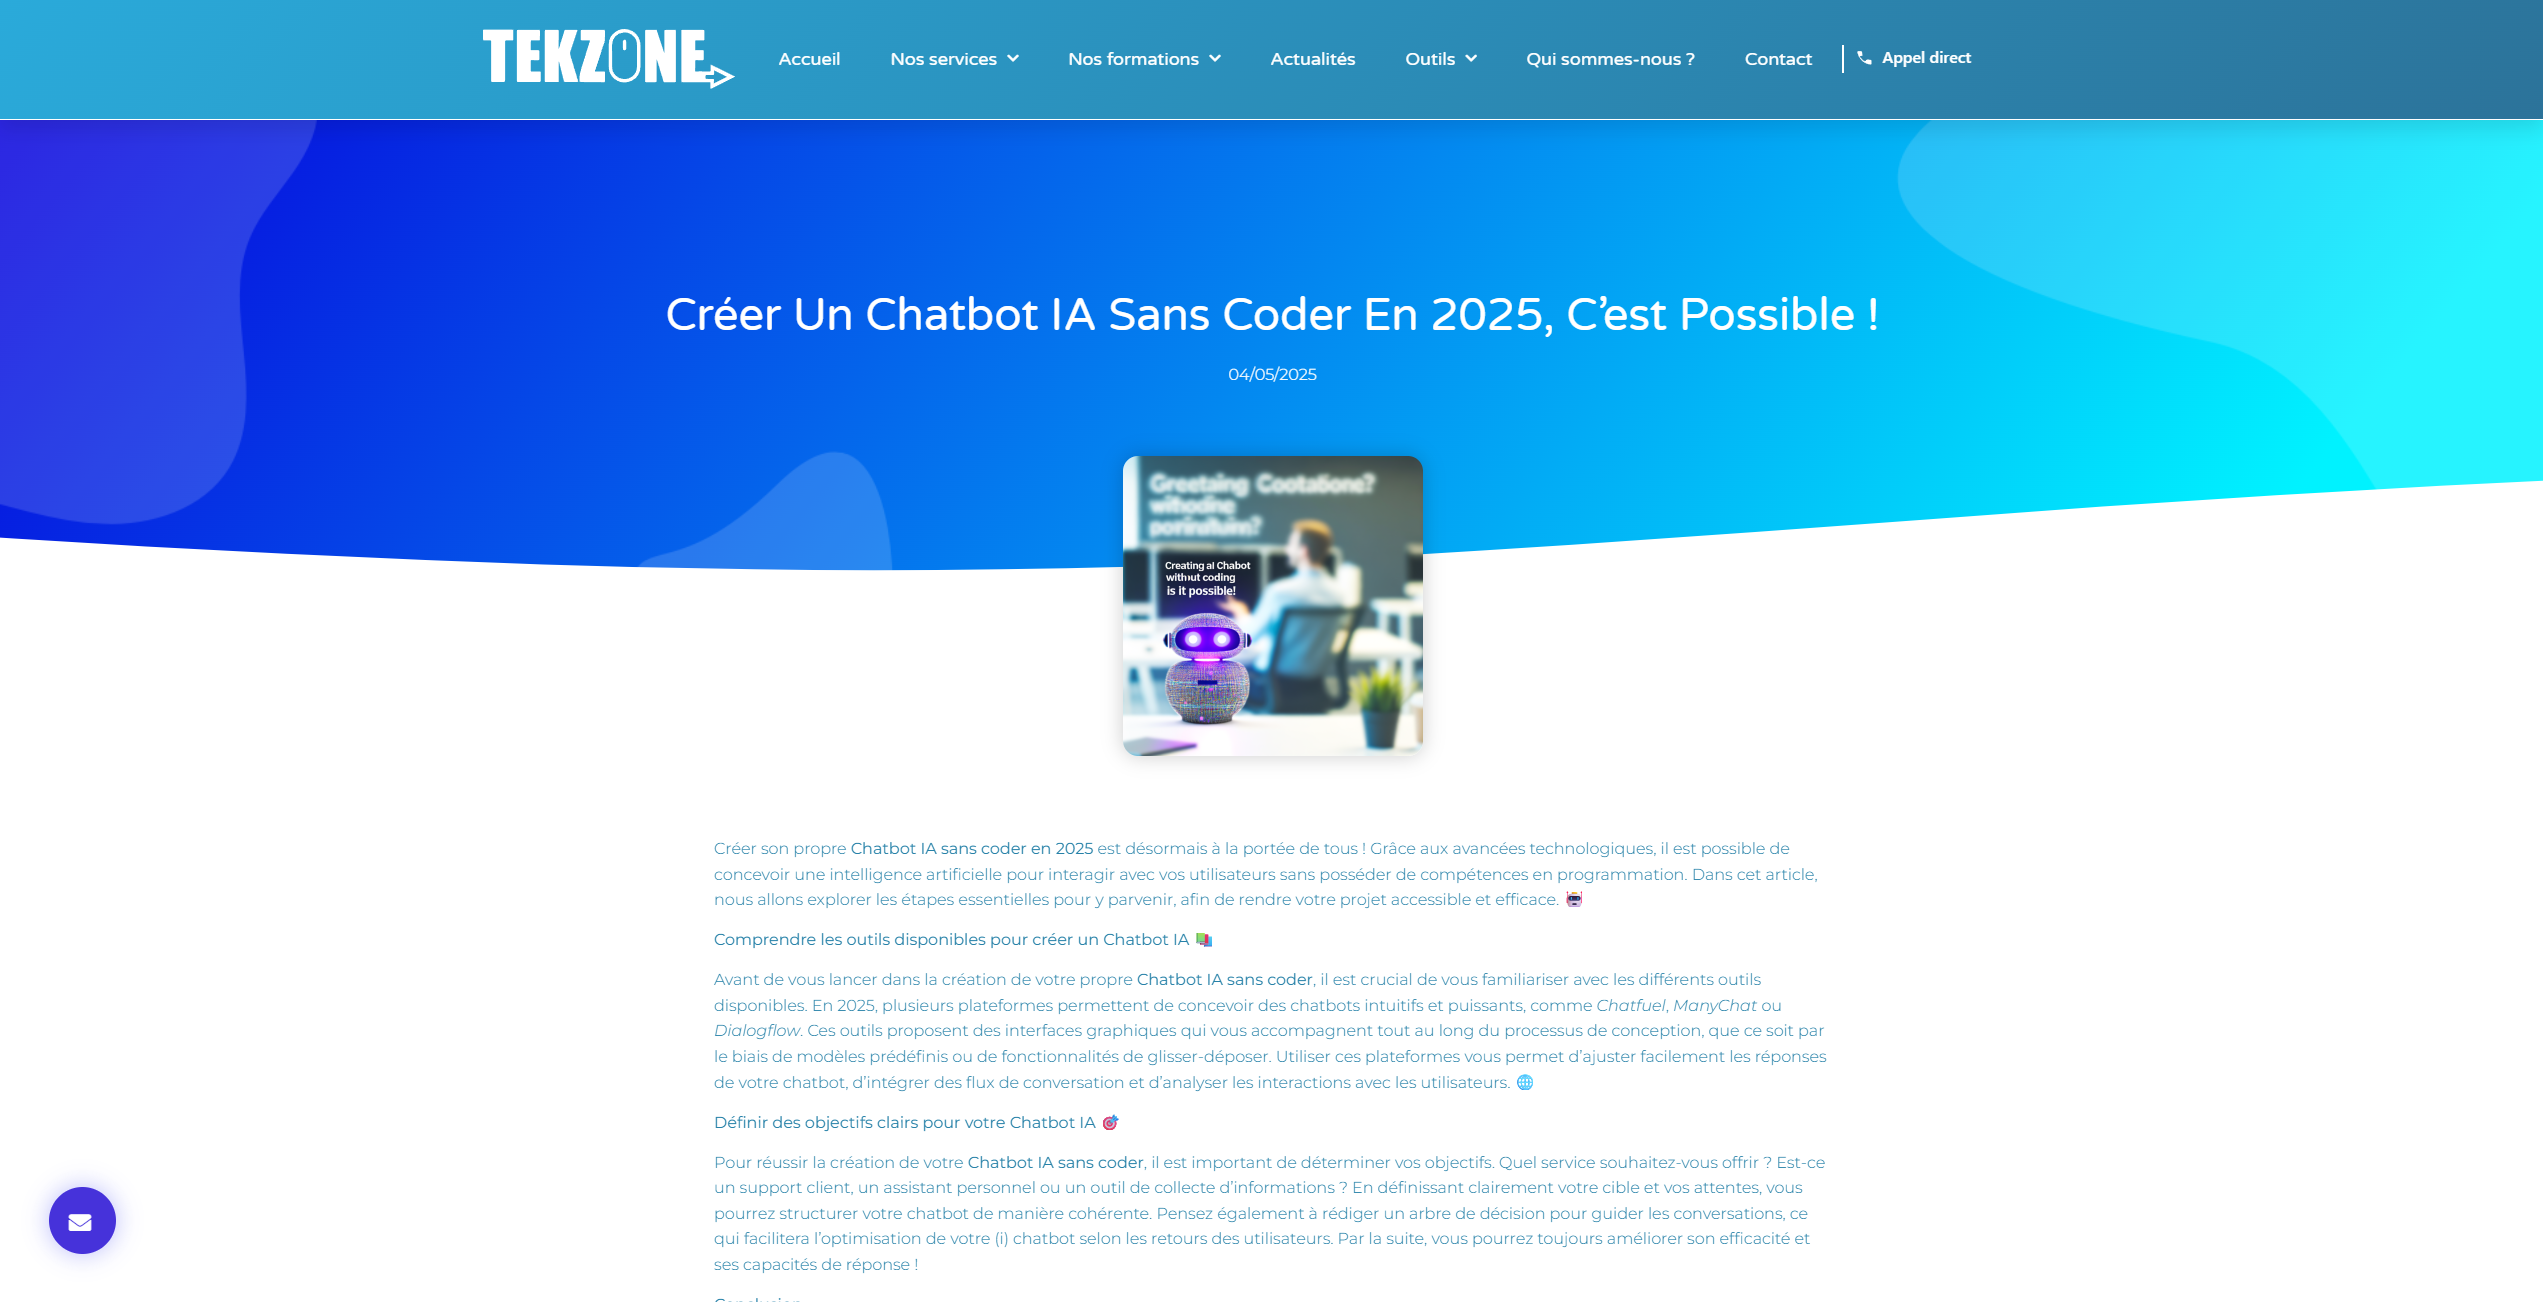 TEKZONE
Accueil
Nos services
Nos formations
Actualités
Outils
Qui sommes-nous ?
Contact
Appel direct
Créer Un Chatbot IA Sans Coder En 2025, C’est Possible !
04/05/2025
Greetaing Cootatione?
withodine
porinaltuinn?
Creating aI Chabot
without coding
is it possible!
Créer son propre Chatbot IA sans coder en 2025 est désormais à la portée de tous ! Grâce aux avancées technologiques, il est possible de
concevoir une intelligence artificielle pour interagir avec vos utilisateurs sans posséder de compétences en programmation. Dans cet article,
nous allons explorer les étapes essentielles pour y parvenir, afin de rendre votre projet accessible et efficace.
Comprendre les outils disponibles pour créer un Chatbot IA
Avant de vous lancer dans la création de votre propre Chatbot IA sans coder, il est crucial de vous familiariser avec les différents outils
disponibles. En 2025, plusieurs plateformes permettent de concevoir des chatbots intuitifs et puissants, comme Chatfuel, ManyChat ou
Dialogflow. Ces outils proposent des interfaces graphiques qui vous accompagnent tout au long du processus de conception, que ce soit par
le biais de modèles prédéfinis ou de fonctionnalités de glisser-déposer. Utiliser ces plateformes vous permet d’ajuster facilement les réponses
de votre chatbot, d’intégrer des flux de conversation et d’analyser les interactions avec les utilisateurs.
Définir des objectifs clairs pour votre Chatbot IA
Pour réussir la création de votre Chatbot IA sans coder, il est important de déterminer vos objectifs. Quel service souhaitez-vous offrir ? Est-ce
un support client, un assistant personnel ou un outil de collecte d’informations ? En définissant clairement votre cible et vos attentes, vous
pourrez structurer votre chatbot de manière cohérente. Pensez également à rédiger un arbre de décision pour guider les conversations, ce
qui facilitera l’optimisation de votre (i) chatbot selon les retours des utilisateurs. Par la suite, vous pourrez toujours améliorer son efficacité et
ses capacités de réponse !